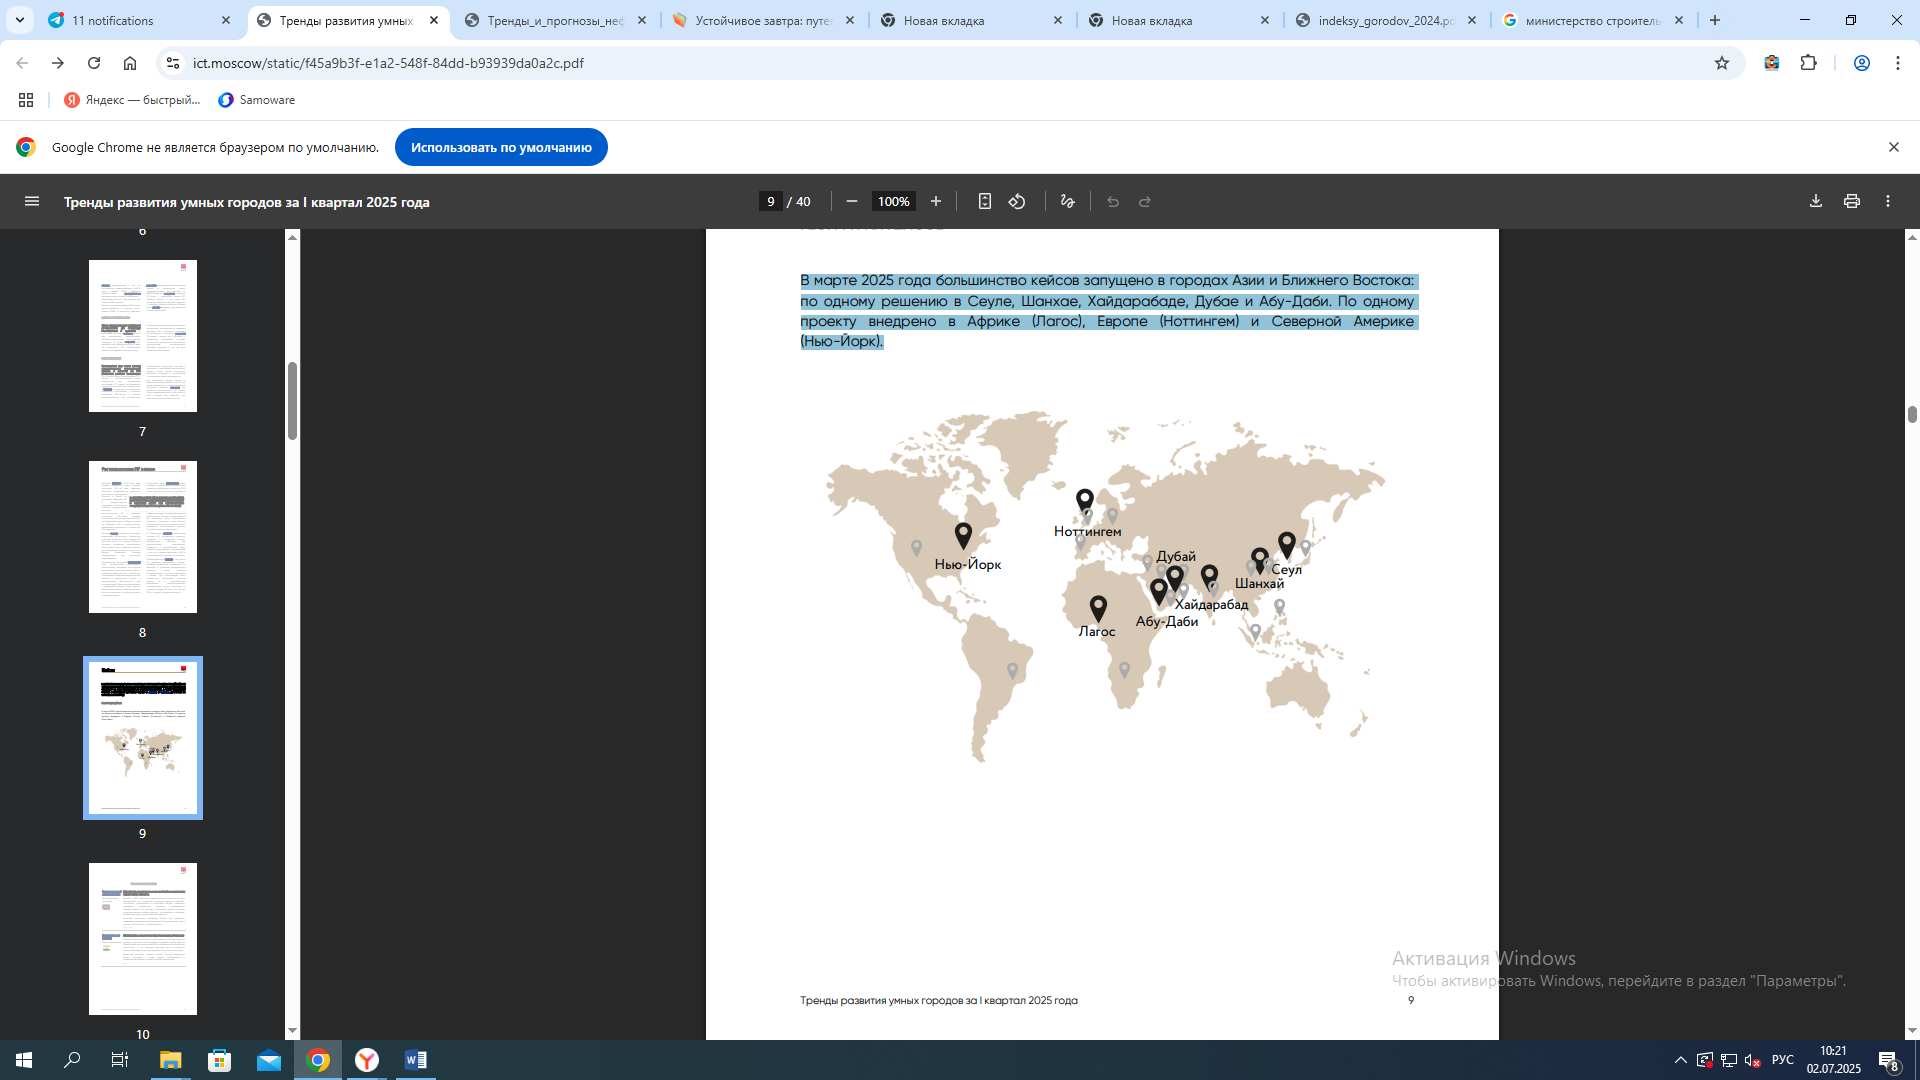 11 notifications
Тренды развития умных
Тренды_и_прогнозы_неф
Устойчивое завтра: путе
Новая вкладка
Новая вкладка
indeksy_gorodov_2024.pd
министерство строитель
ict.moscow/static/f45a9b3f-e1a2-548f-84dd-b93939da0a2c.pdf
Яндекс — быстрый...
Samoware
Google Chrome не является браузером по умолчанию.
Использовать по умолчанию
Тренды развития умных городов за I квартал 2025 года
9 / 40
100%
6
7
8
9
10
В марте 2025 года большинство кейсов запущено в городах Азии и Ближнего Востока:
по одному решению в Сеуле, Шанхае, Хайдарабаде, Дубае и Абу-Даби. По одному
проекту внедрено в Африке (Лагос), Европе (Ноттингем) и Северной Америке
(Нью-Йорк).
Ноттингем
Нью-Йорк
Дубай
Сеул
Шанхай
Хайдарабад
Абу-Даби
Лагос
Активация Windows
Чтобы активировать Windows, перейдите в раздел "Параметры".
Тренды развития умных городов за I квартал 2025 года
9
РУС
10:21
02.07.2025
8